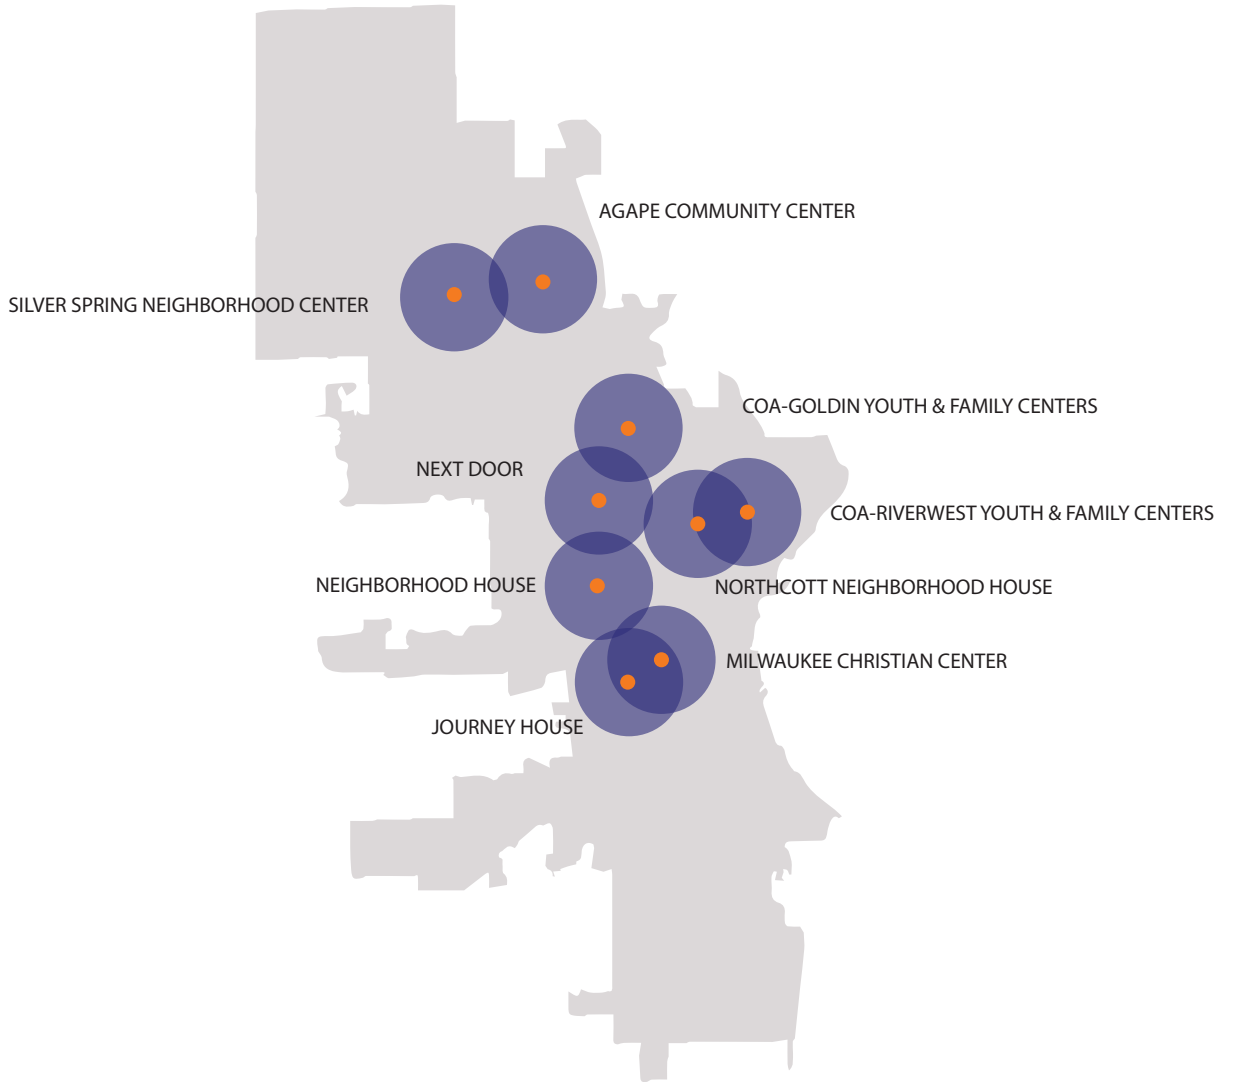 AGAPE COMMUNITY CENTER
SILVER SPRING NEIGHBORHOOD CENTER
COA-GOLDIN YOUTH & FAMILY CENTERS
NEXT DOOR
COA-RIVERWEST YOUTH & FAMILY CENTERS
NEIGHBORHOOD HOUSE
NORTHCOTT NEIGHBORHOOD HOUSE
MILWAUKEE CHRISTIAN CENTER
JOURNEY HOUSE